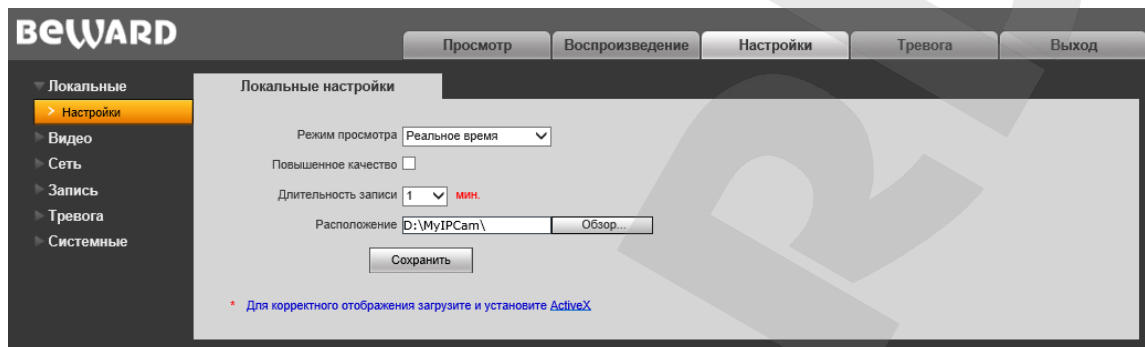 BEWARD
Просмотр Воспроизведение Настройки Тревога Выход
Локальные
> Настройки
Видео
Сеть
Запись
Тревога
Системные
Локальные настройки
Режим просмотра Реальное время
Повышенное качество
Длительность записи 1 мин.
Расположение D:\MyIPCam\ Обзор...
Сохранить
* Для корректного отображения загрузите и установите ActiveX